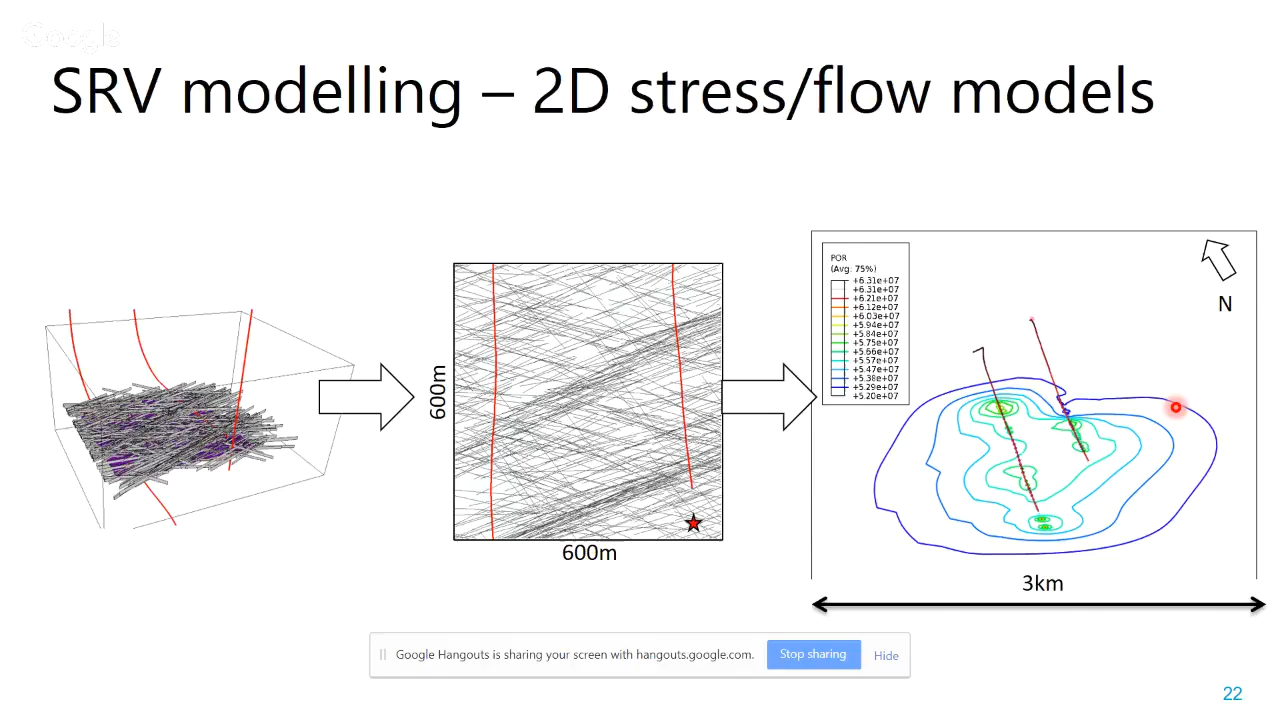 Google
SRV modelling – 2D stress/flow models
600m
600m
POR
(Avg: 75%)
+6.31e+07
+6.31e+07
+6.21e+07
+6.12e+07
+6.03e+07
+5.94e+07
+5.84e+07
+5.75e+07
+5.66e+07
+5.57e+07
+5.47e+07
+5.38e+07
+5.29e+07
+5.20e+07
N
3km
Google Hangouts is sharing your screen with hangouts.google.com.
Stop sharing
Hide
22